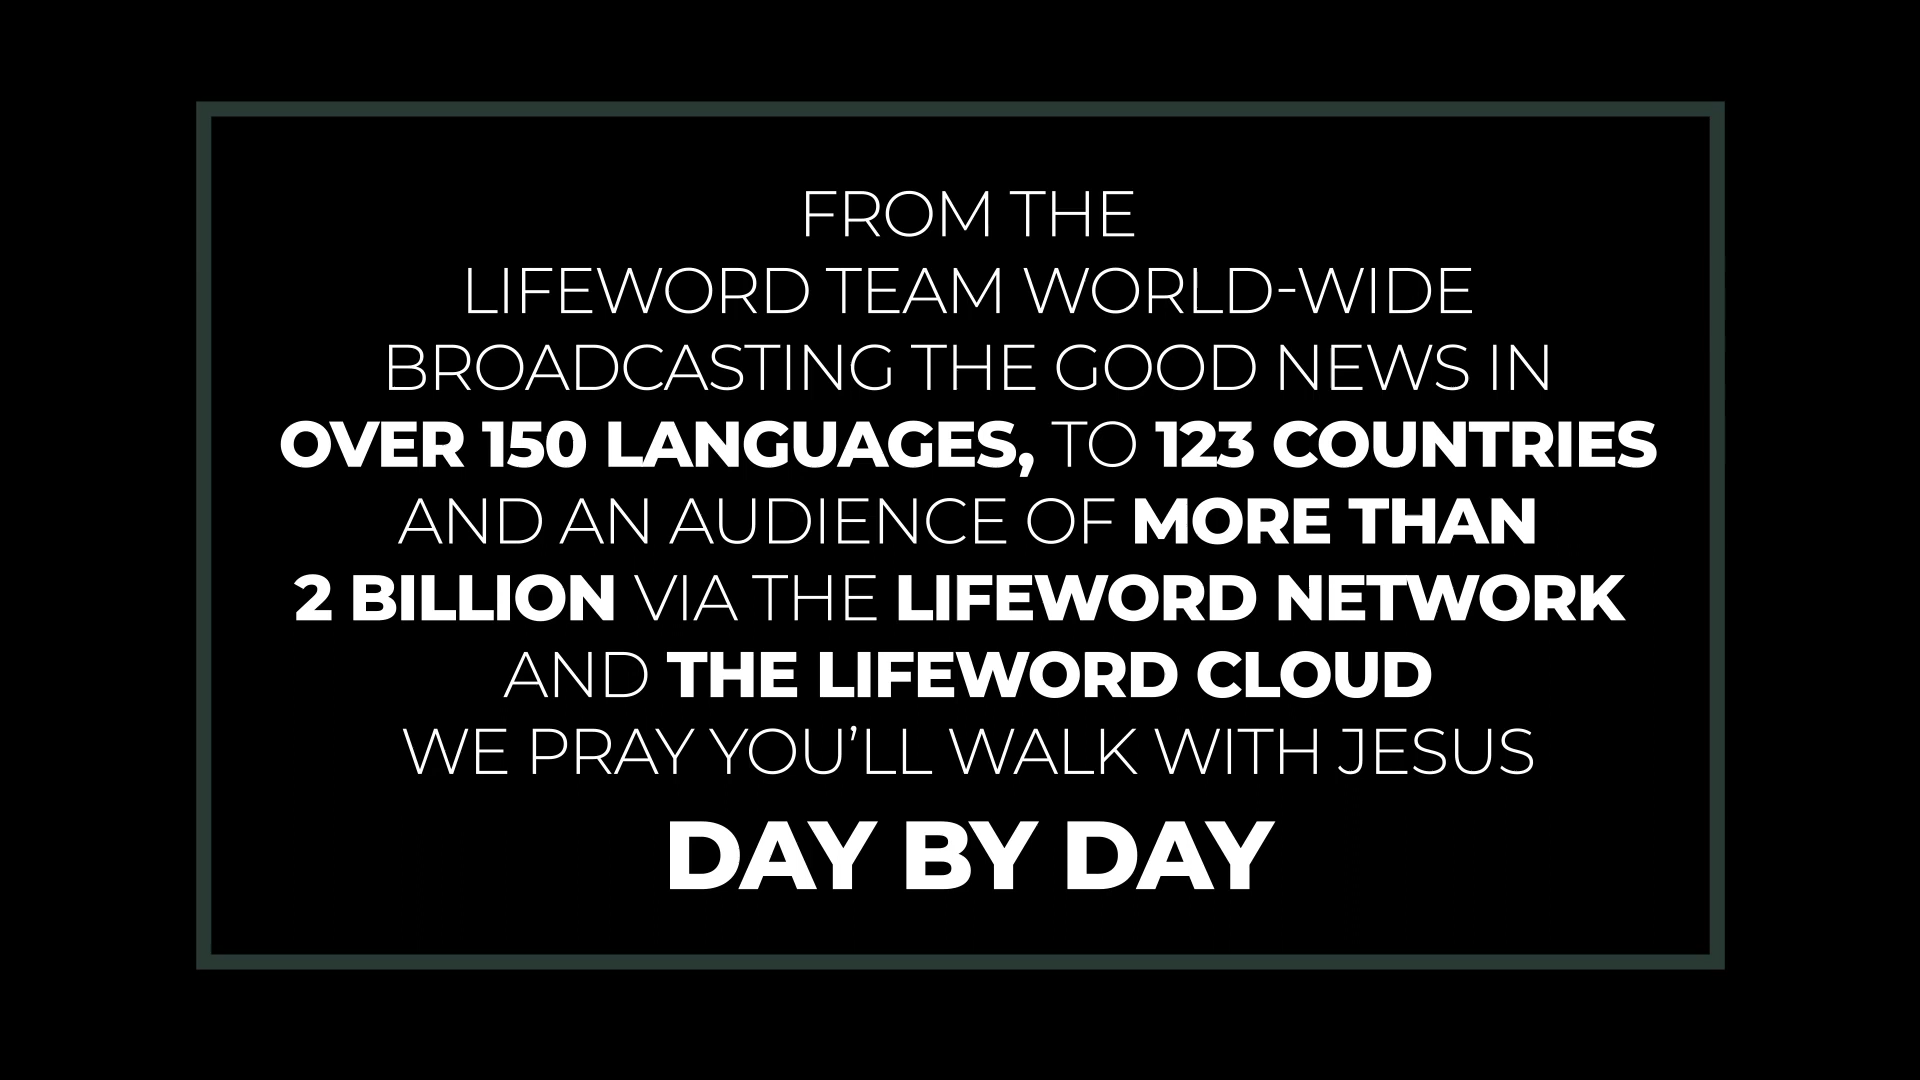 FROM THE
LIFEWORD TEAM WORLD-WIDE
BROADCASTING THE GOOD NEWS IN
OVER 150 LANGUAGES, TO 123 COUNTRIES
AND AN AUDIENCE OF MORE THAN
2 BILLION VIA THE LIFEWORD NETWORK
AND THE LIFEWORD CLOUD
WE PRAY YOU’LL WALK WITH JESUS
DAY BY DAY